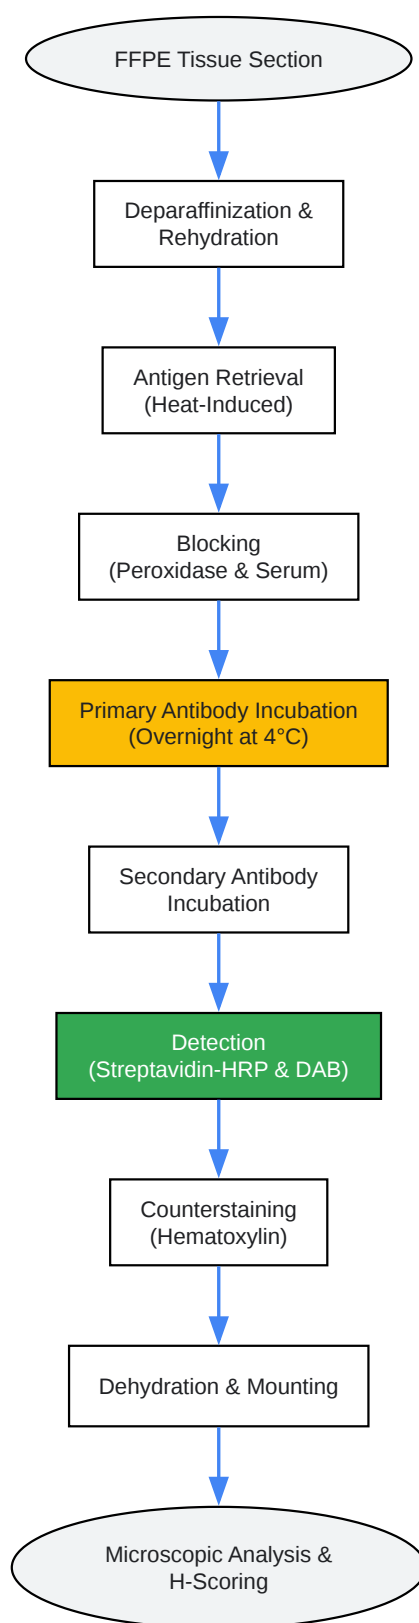 FFPE Tissue Section
Deparaffinization &
Rehydration
Antigen Retrieval
(Heat-Induced)
Blocking
(Peroxidase & Serum)
Primary Antibody Incubation
(Overnight at 4°C)
Secondary Antibody
Incubation
Detection
(Streptavidin-HRP & DAB)
Counterstaining
(Hematoxylin)
Dehydration & Mounting
Microscopic Analysis &
H-Scoring